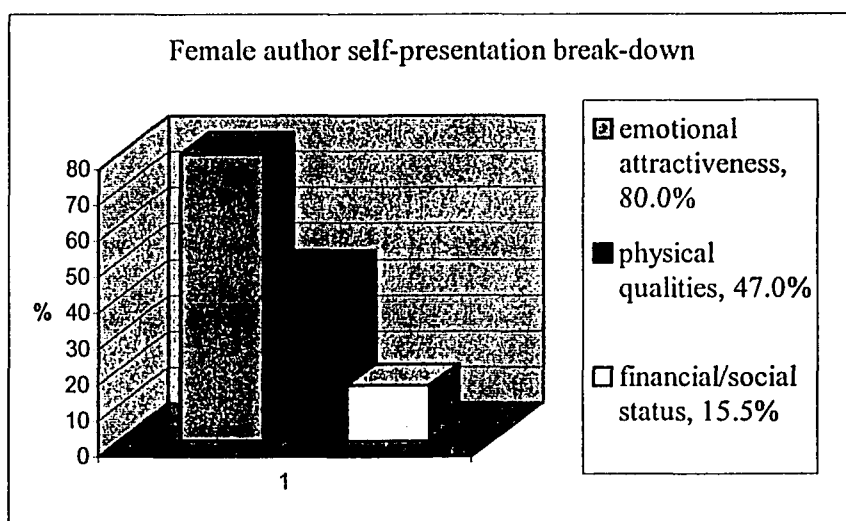 Female author self-presentation break-down
80
70
60
50
40
30
20
10
0
%
1
emotional
attractiveness,
80.0%
physical
qualities, 47.0%
financial/social
status, 15.5%